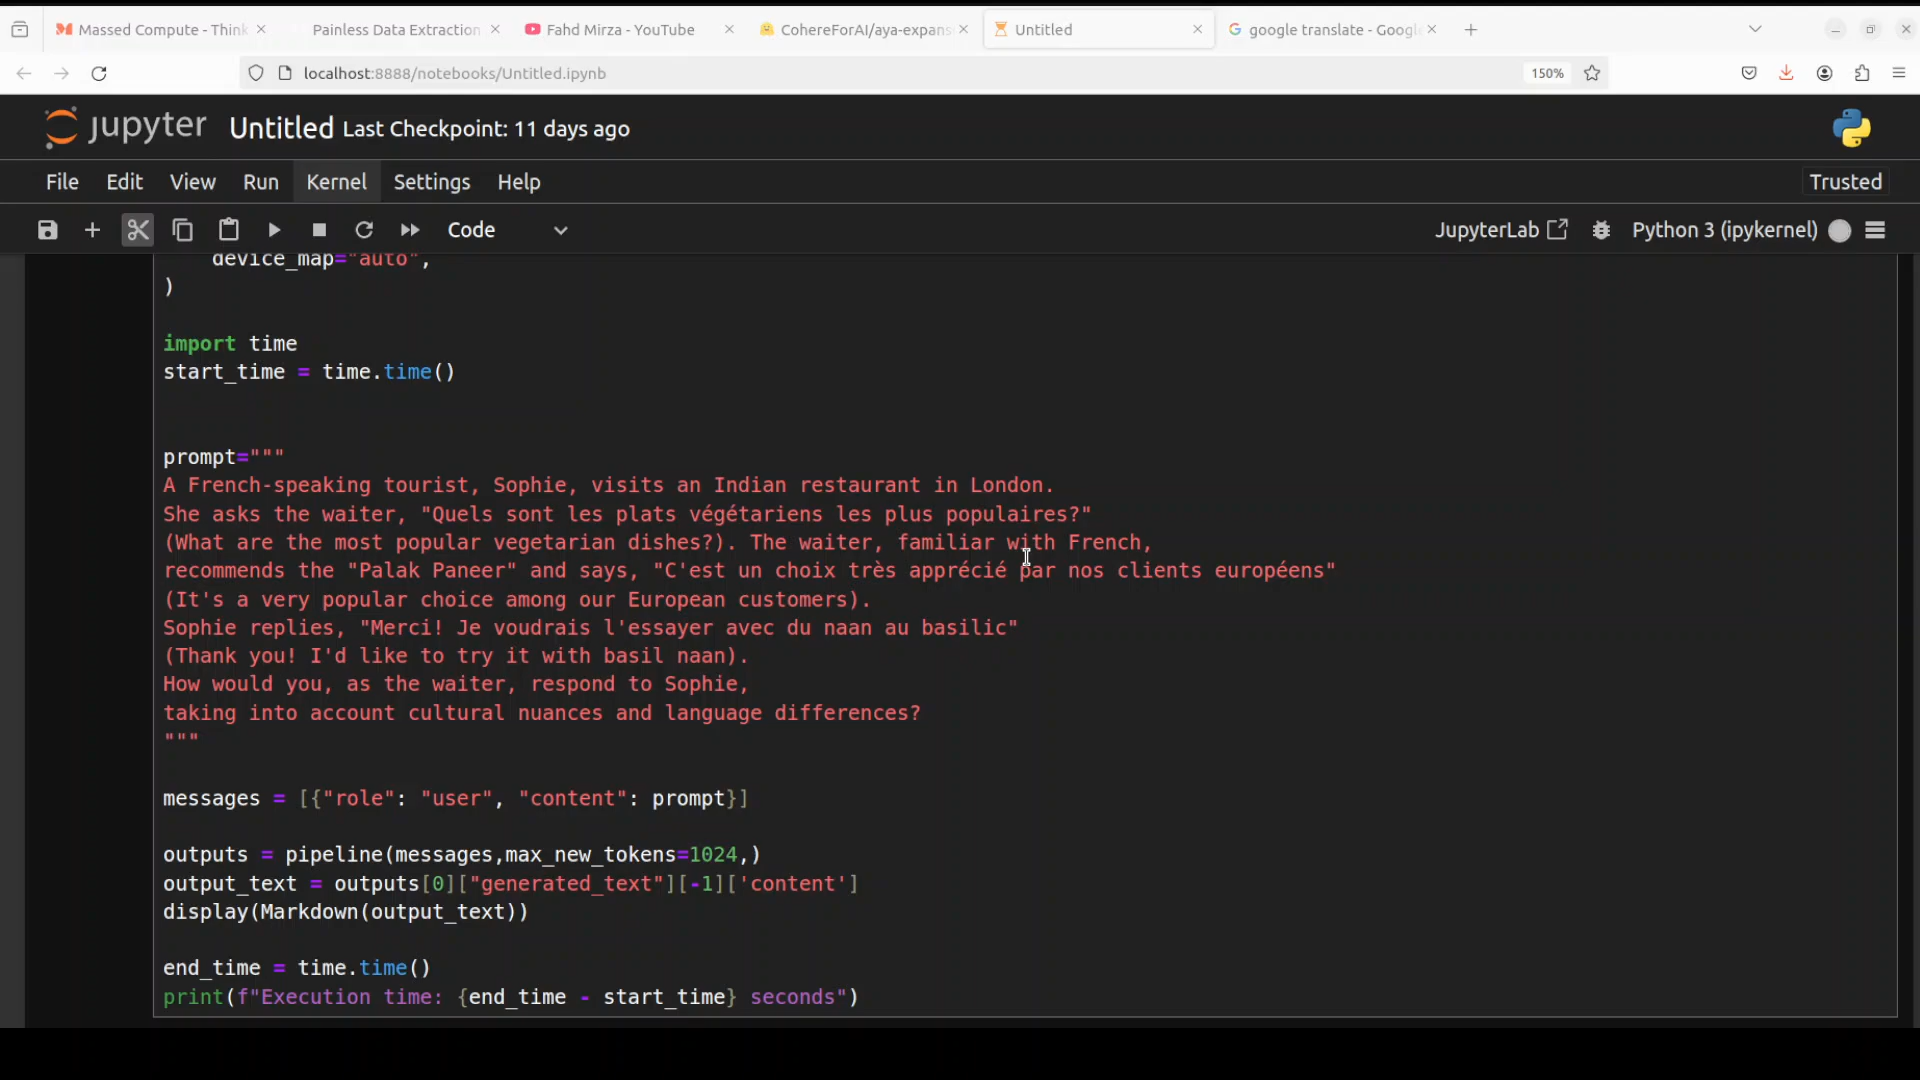 Massed Compute - Think
Painless Data Extraction
Fahd Mirza - YouTube
CohereForAI/aya-expans
Untitled
google translate - Google
localhost:8888/notebooks/Untitled.ipynb
150%
jupyter Untitled Last Checkpoint: 11 days ago
File Edit View Run Kernel Settings Help
Trusted
Code
JupyterLab
Python 3 (ipykernel)
device_map="auto",
)
import time
start_time = time.time()
prompt="""
A French-speaking tourist, Sophie, visits an Indian restaurant in London.
She asks the waiter, "Quels sont les plats végétariens les plus populaires?"
(What are the most popular vegetarian dishes?). The waiter, familiar with French,
recommends the "Palak Paneer" and says, "C'est un choix très apprécié par nos clients européens"
(It's a very popular choice among our European customers).
Sophie replies, "Merci! Je voudrais l'essayer avec du naan au basilic"
(Thank you! I'd like to try it with basil naan).
How would you, as the waiter, respond to Sophie,
taking into account cultural nuances and language differences?
"""
messages = [{"role": "user", "content": prompt}]
outputs = pipeline(messages,max_new_tokens=1024,)
output_text = outputs[0]["generated_text"][-1]['content']
display(Markdown(output_text))
end_time = time.time()
print(f"Execution time: {end_time - start_time} seconds")